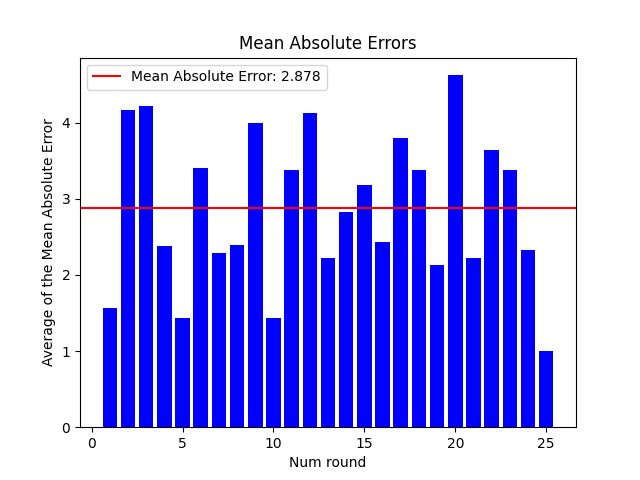 Mean Absolute Errors
Mean Absolute Error: 2.878
Average of the Mean Absolute Error
4
3
2
1
0
0 5 10 15 20 25
Num round